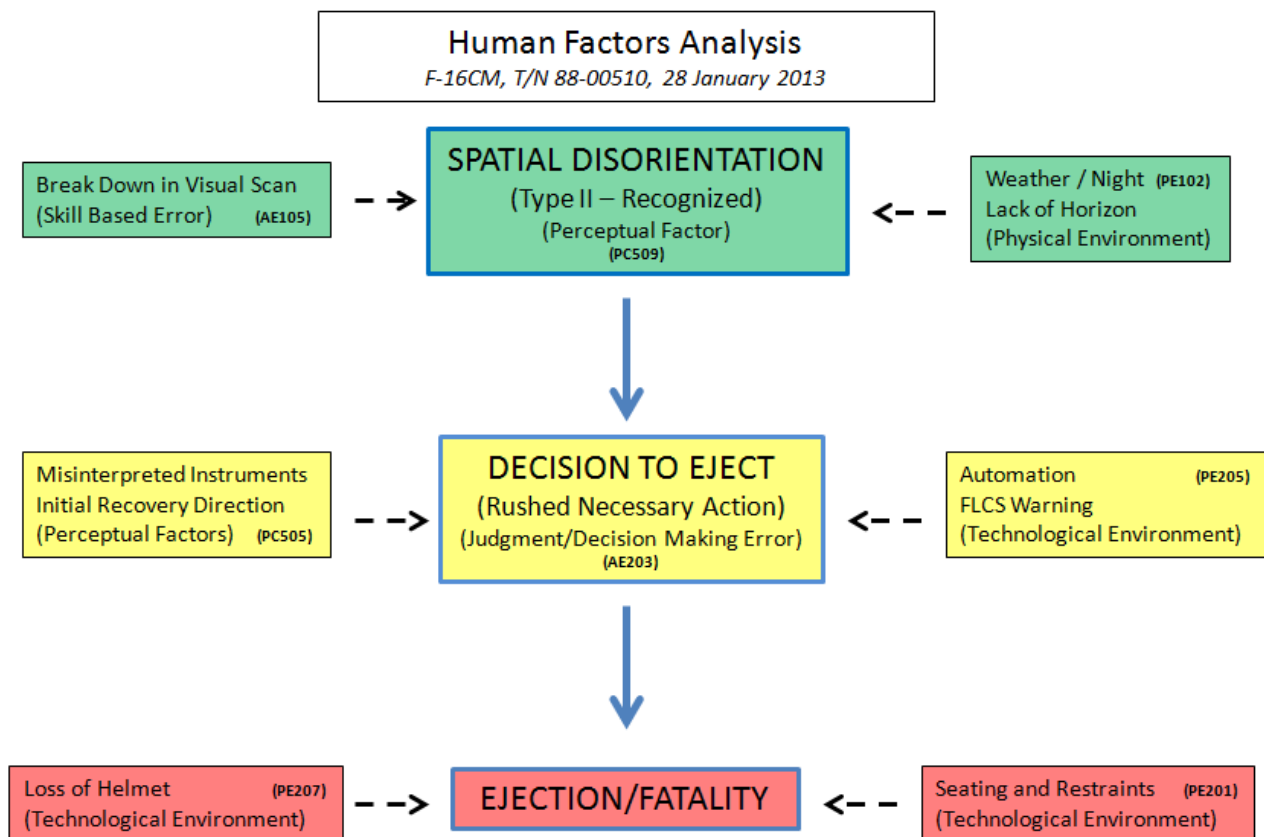 Human Factors Analysis
F-16CM, T/N 88-00510, 28 January 2013
SPATIAL DISORIENTATION
(Type II – Recognized)
(Perceptual Factor)
(PC509)
Break Down in Visual Scan
(Skill Based Error) (AE105)
Weather / Night (PE102)
Lack of Horizon
(Physical Environment)
DECISION TO EJECT
(Rushed Necessary Action)
(Judgment/Decision Making Error)
(AE203)
Misinterpreted Instruments
Initial Recovery Direction
(Perceptual Factors) (PC505)
Automation (PE205)
FLCS Warning
(Technological Environment)
Loss of Helmet (PE207)
(Technological Environment)
EJECTION/FATALITY
Seating and Restraints (PE201)
(Technological Environment)